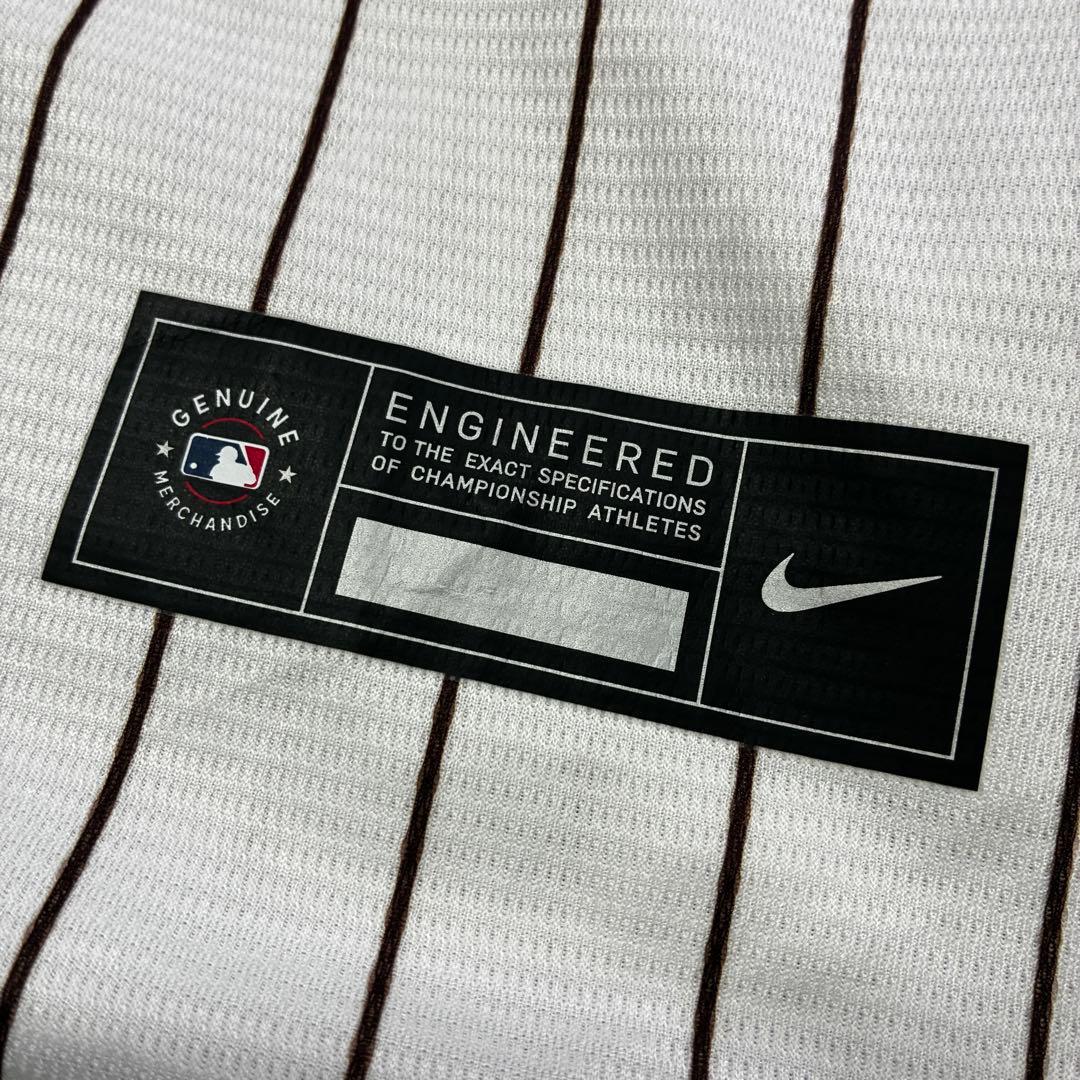 GENUINE
MERCHANDISE
ENGINEERED
TO THE EXACT SPECIFICATIONS
OF CHAMPIONSHIP ATHLETES